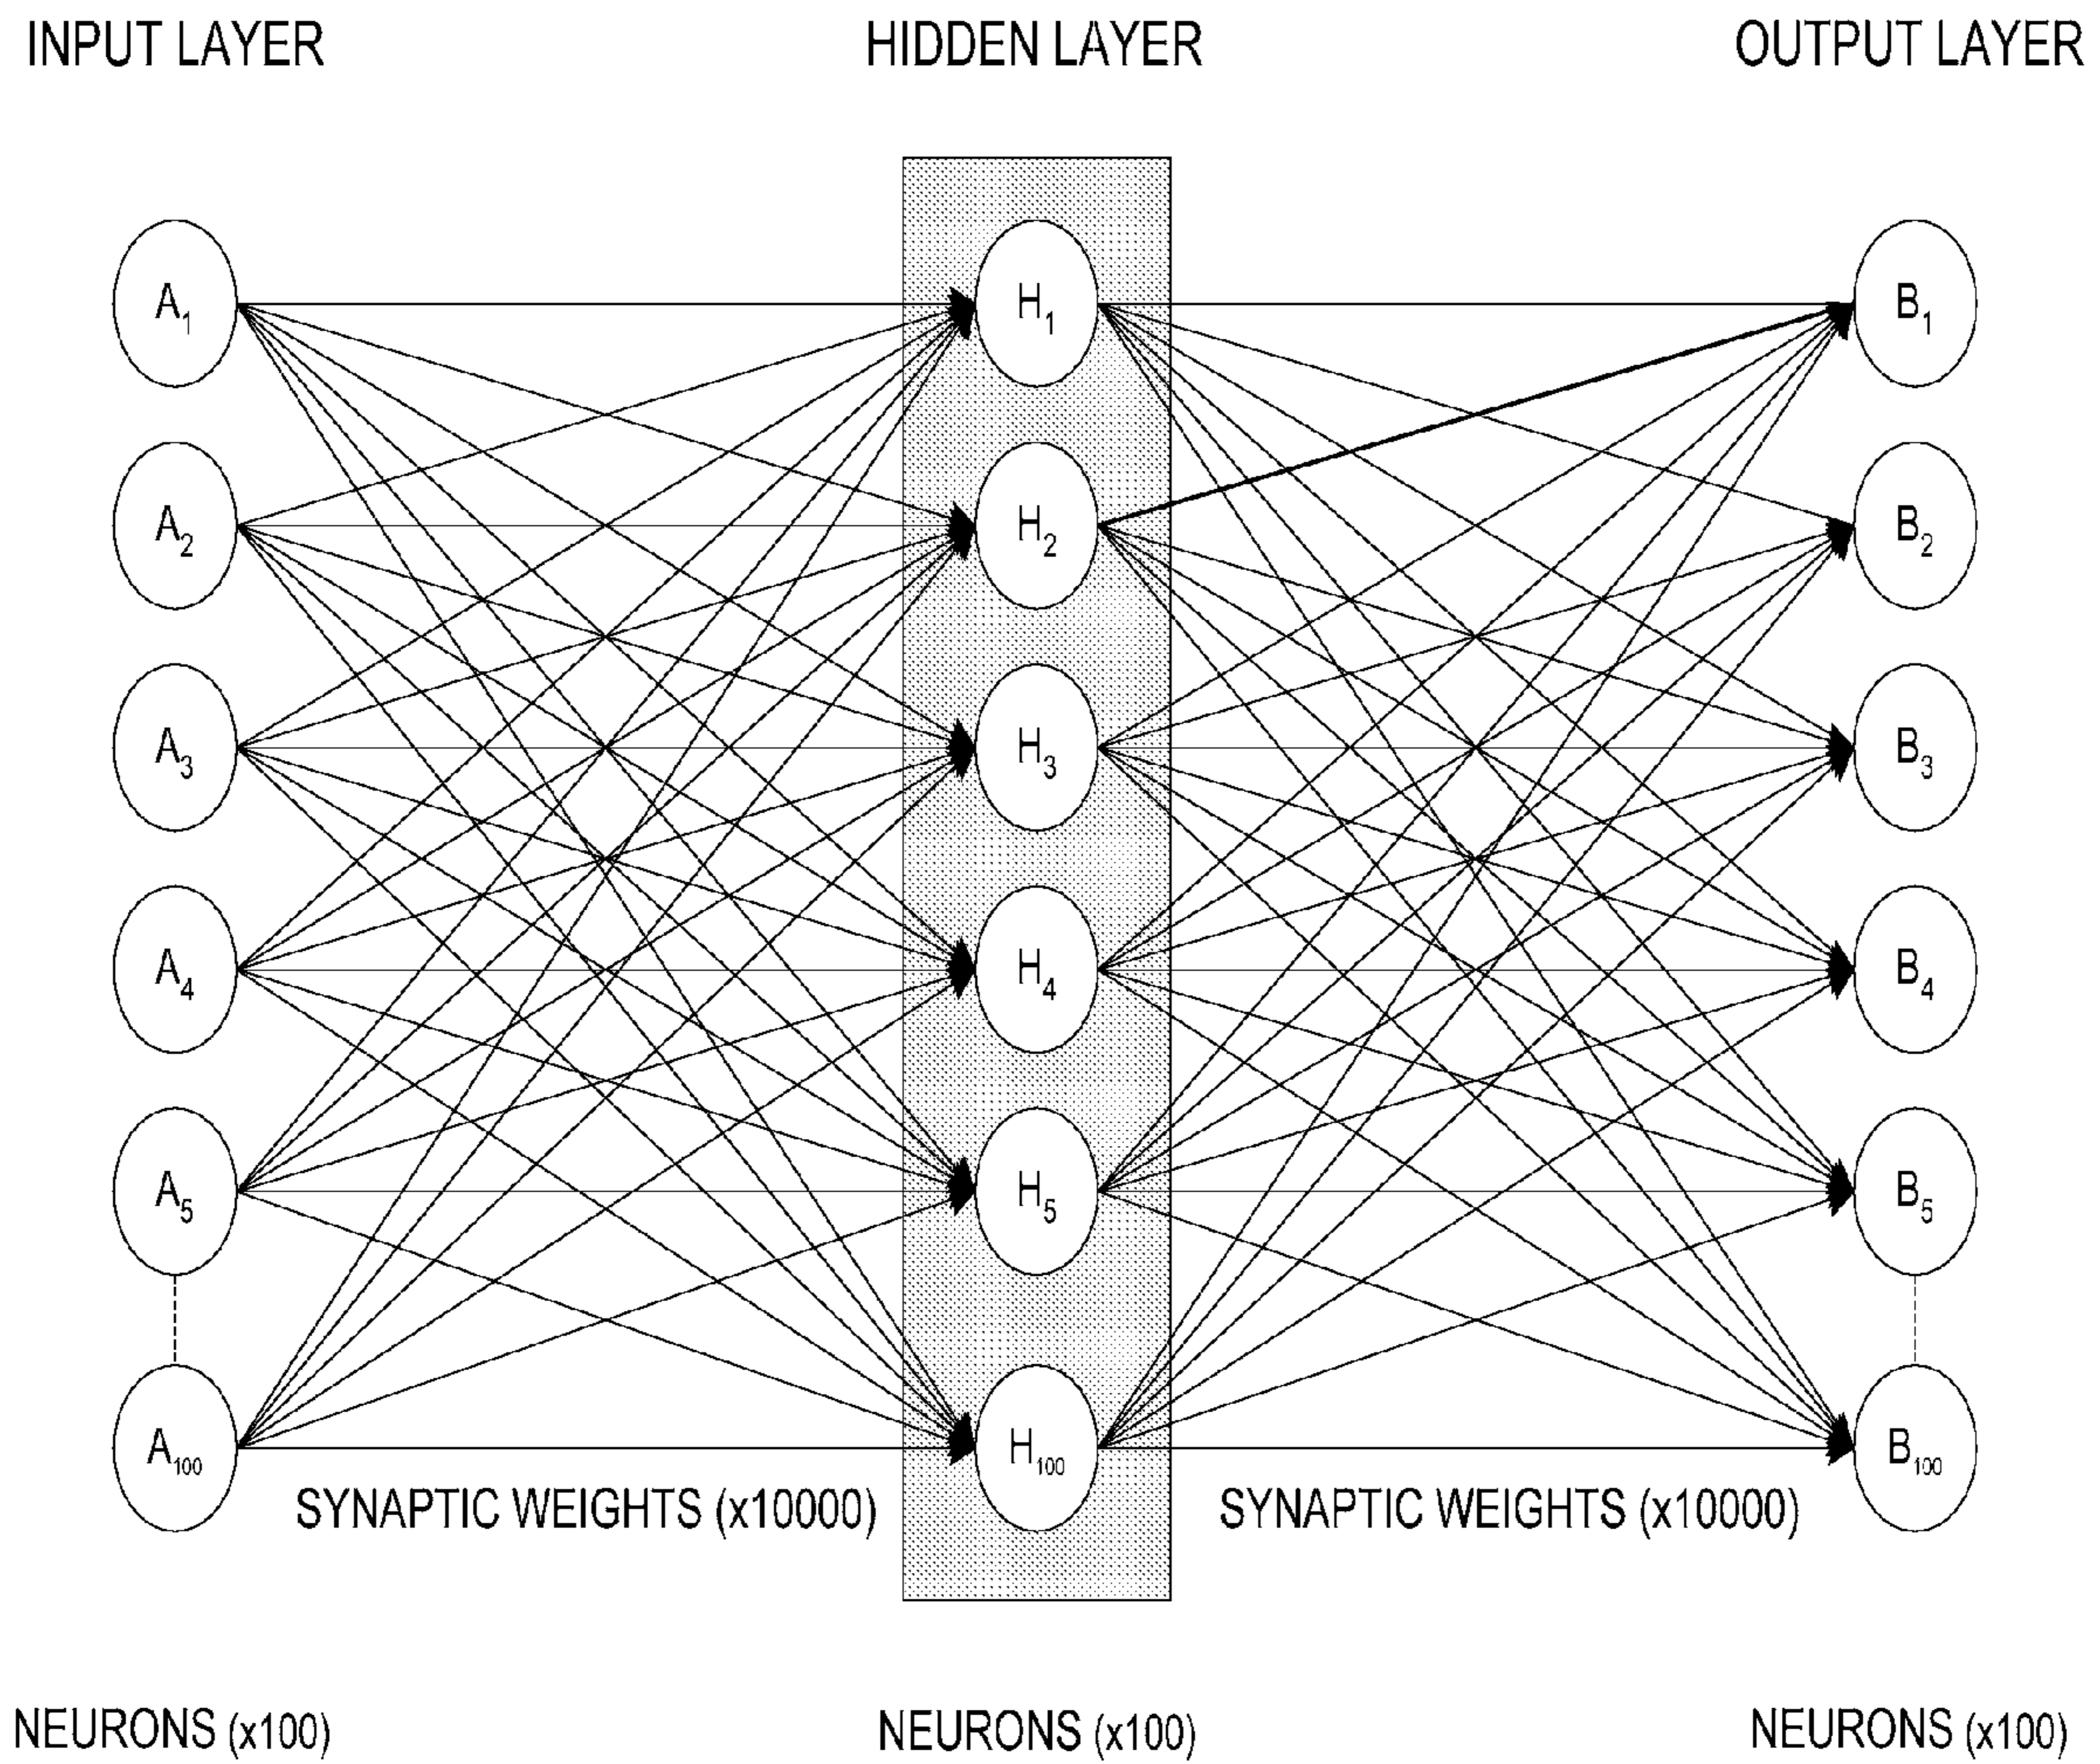 INPUT LAYER HIDDEN LAYER OUTPUT LAYER
A1 H1 B1
A2 H2 B2
A3 H3 B3
A4 H4 B4
A5 H5 B5
A100 H100 B100
SYNAPTIC WEIGHTS (x10000) SYNAPTIC WEIGHTS (x10000)
NEURONS (x100) NEURONS (x100) NEURONS (x100)